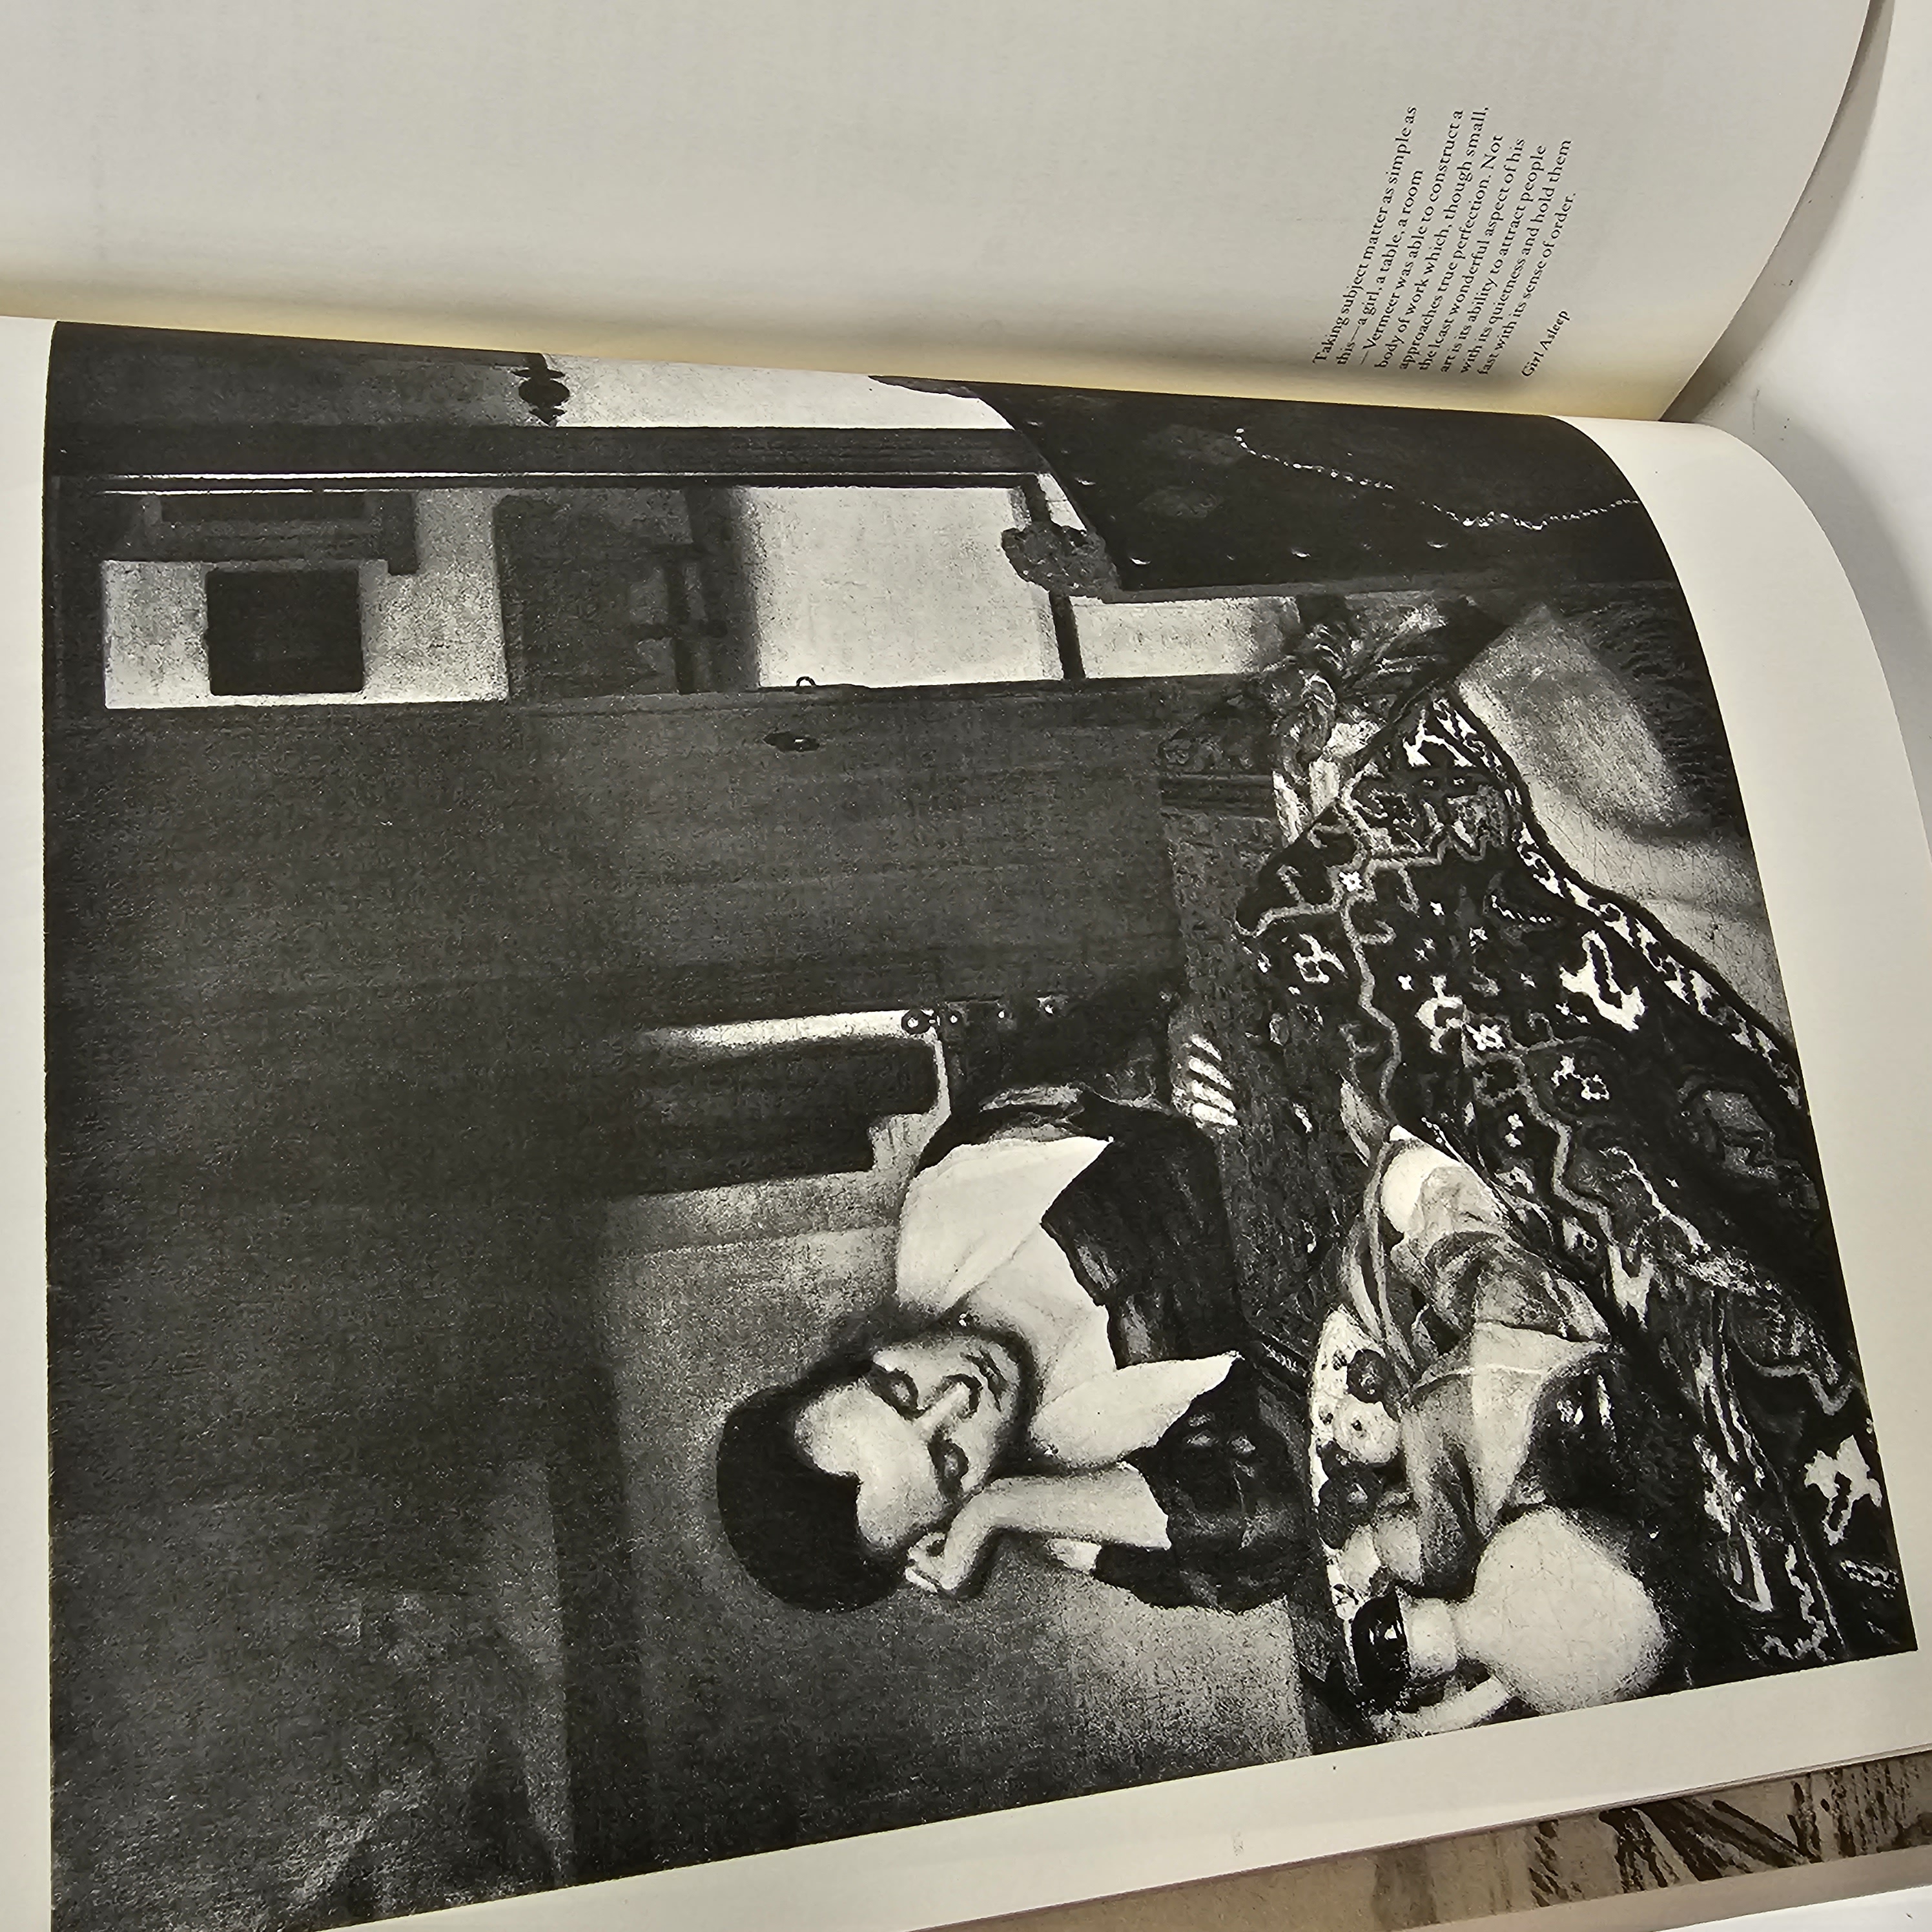 Taking subject matter as simple as
this—a girl, a table, a room
—Vermeer was able to construct a
body of work which, though small,
approaches true perfection. Not
the least wonderful aspect of his
art is its ability to attract people
with its quietness and hold them
fast with its sense of order.
Girl Asleep